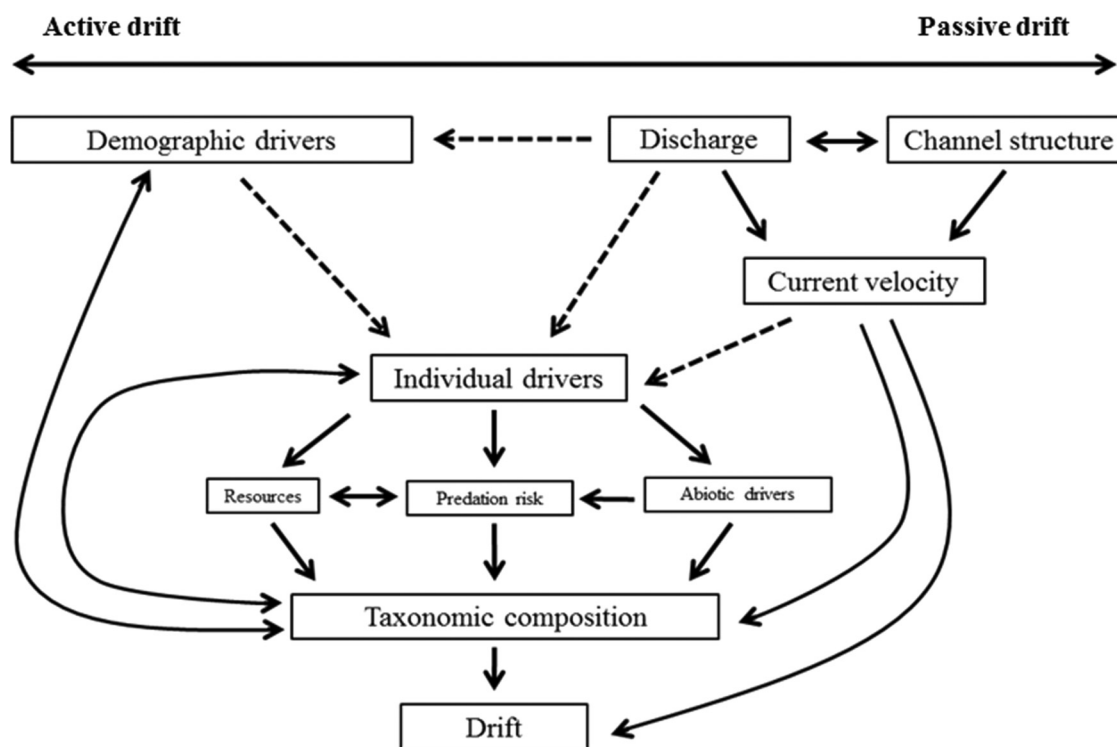 Active drift
Passive drift
Demographic drivers
Discharge
Channel structure
Current velocity
Individual drivers
Resources
Predation risk
Abiotic drivers
Taxonomic composition
Drift